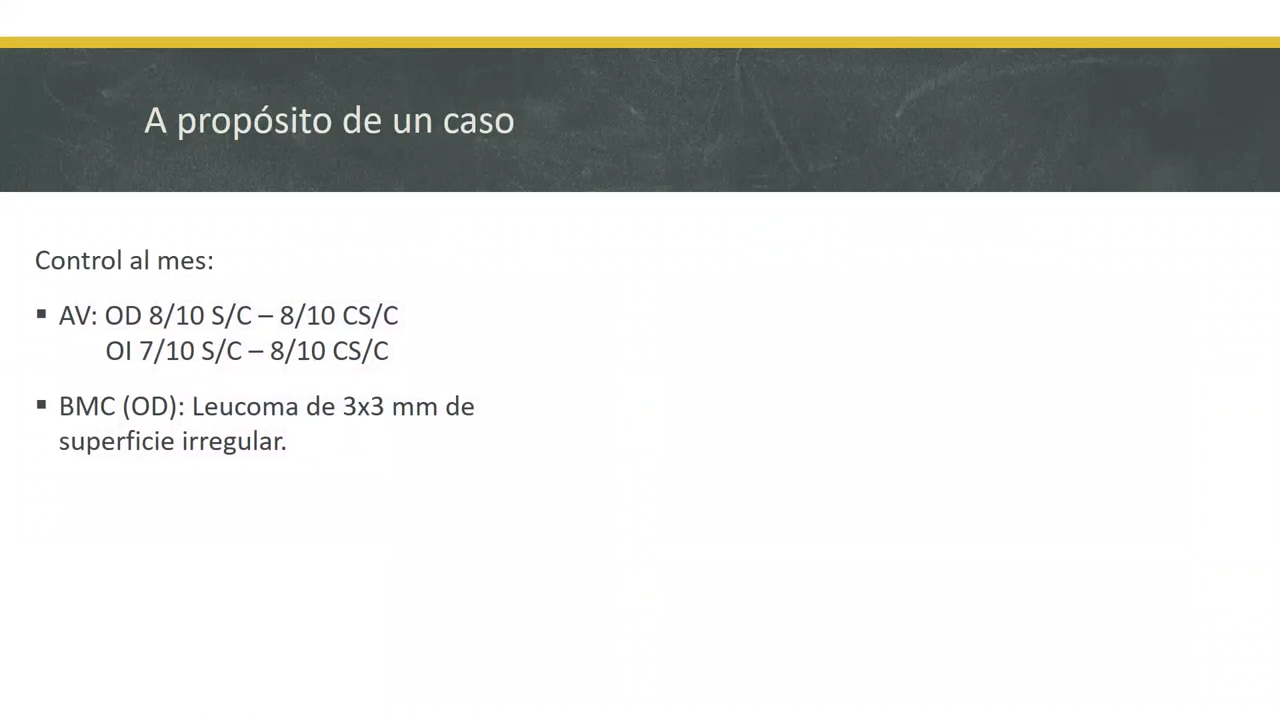 A propósito de un caso
Control al mes:
▪ AV: OD 8/10 S/C – 8/10 CS/C
OI 7/10 S/C – 8/10 CS/C
▪ BMC (OD): Leucoma de 3x3 mm de
superficie irregular.